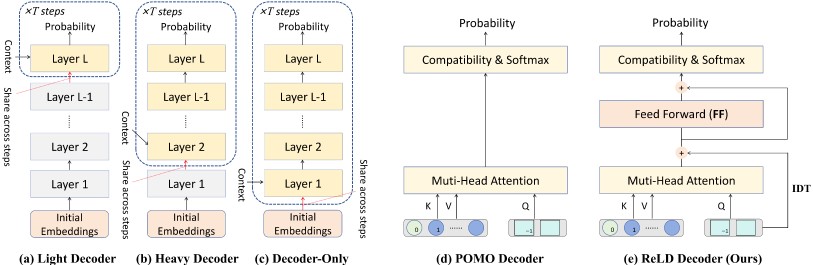 ×T steps
Probability
Context
Layer L
Share across steps
Layer L-1
Layer 2
Layer 1
Initial
Embeddings
(a) Light Decoder
×T steps
Probability
Layer L
Layer L-1
Context
Layer 2
Share across steps
Layer 1
Initial
Embeddings
(b) Heavy Decoder
×T steps
Probability
Layer L
Layer L-1
Layer 2
Context
Layer 1
Share across steps
Initial
Embeddings
(c) Decoder-Only
Probability
Compatibility & Softmax
Muti-Head Attention
K
V
Q
0
1
......
-1
(d) POMO Decoder
Probability
Compatibility & Softmax
+
Feed Forward (FF)
+
Muti-Head Attention
IDT
K
V
Q
0
1
......
-1
(e) ReLD Decoder (Ours)